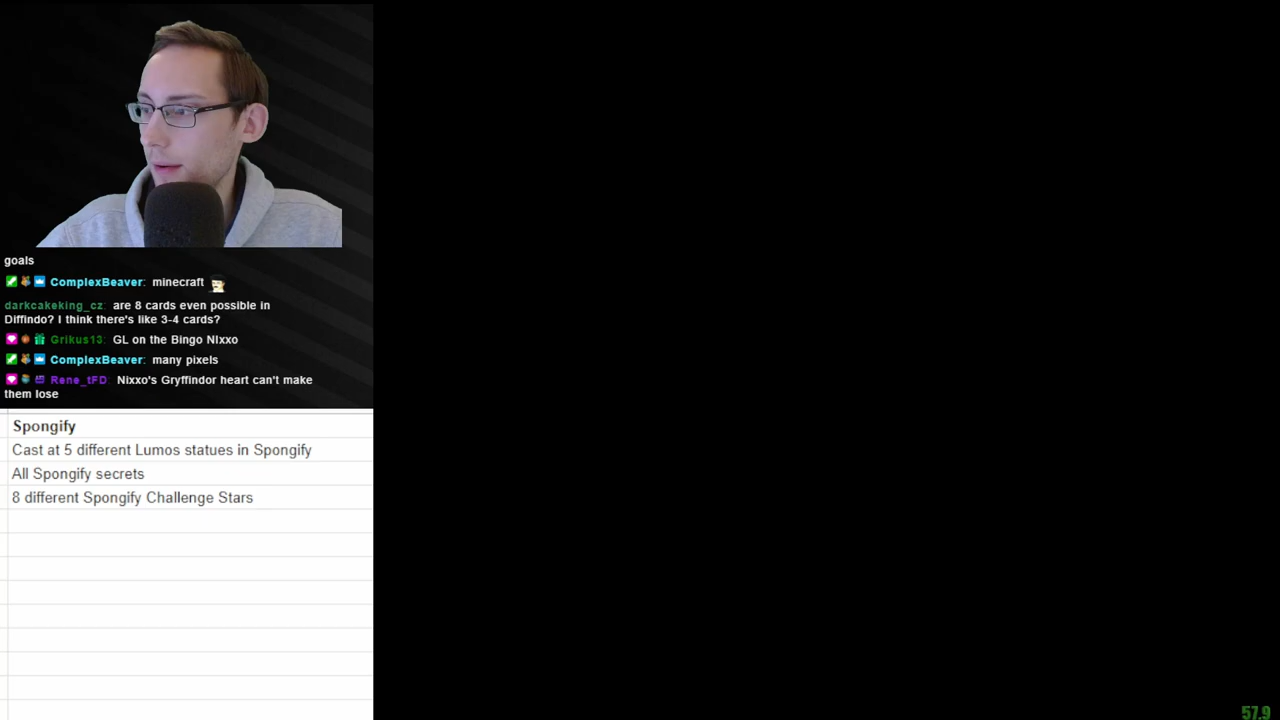 goals
ComplexBeaver: minecraft
darkcakeking_cz: are 8 cards even possible in
Diffindo? I think there's like 3-4 cards?
Grikus13: GL on the Bingo NIxxo
ComplexBeaver: many pixels
Rene_tFD: Nixxo's Gryffindor heart can't make
them lose
Spongify
Cast at 5 different Lumos statues in Spongify
All Spongify secrets
8 different Spongify Challenge Stars
57.9